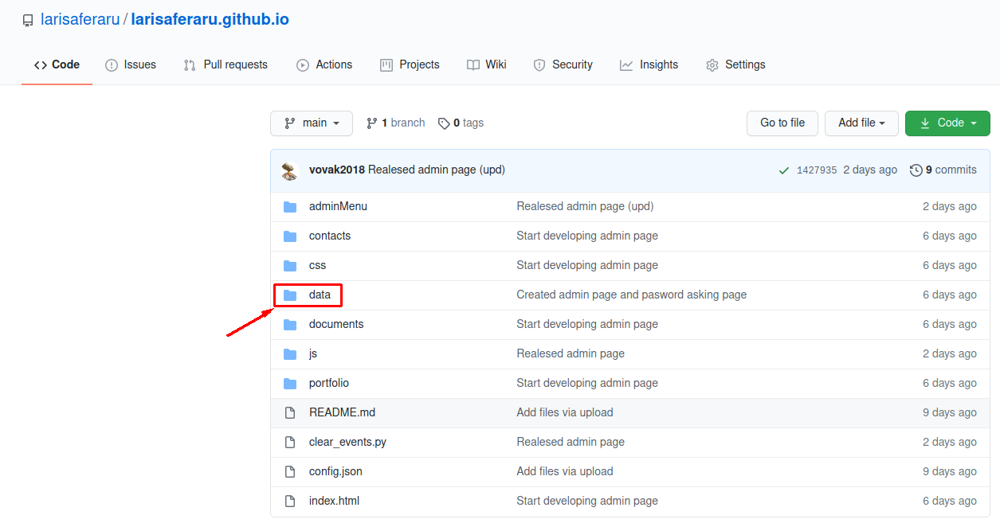 larisaferaru / larisaferaru.github.io
Code Issues Pull requests Actions Projects Wiki Security Insights Settings
main 1 branch 0 tags Go to file Add file Code
vovak2018 Realesed admin page (upd) 1427935 2 days ago 9 commits
adminMenu Realesed admin page (upd) 2 days ago
contacts Start developing admin page 6 days ago
css Start developing admin page 6 days ago
data Created admin page and pasword asking page 6 days ago
documents Start developing admin page 6 days ago
js Realesed admin page 2 days ago
portfolio Start developing admin page 6 days ago
README.md Add files via upload 9 days ago
clear_events.py Realesed admin page 2 days ago
config.json Add files via upload 9 days ago
index.html Start developing admin page 6 days ago